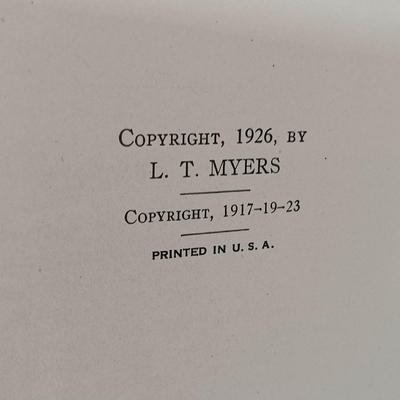 COPYRIGHT, 1926, BY
L. T. MYERS
COPYRIGHT, 1917-19-23
PRINTED IN U. S. A.